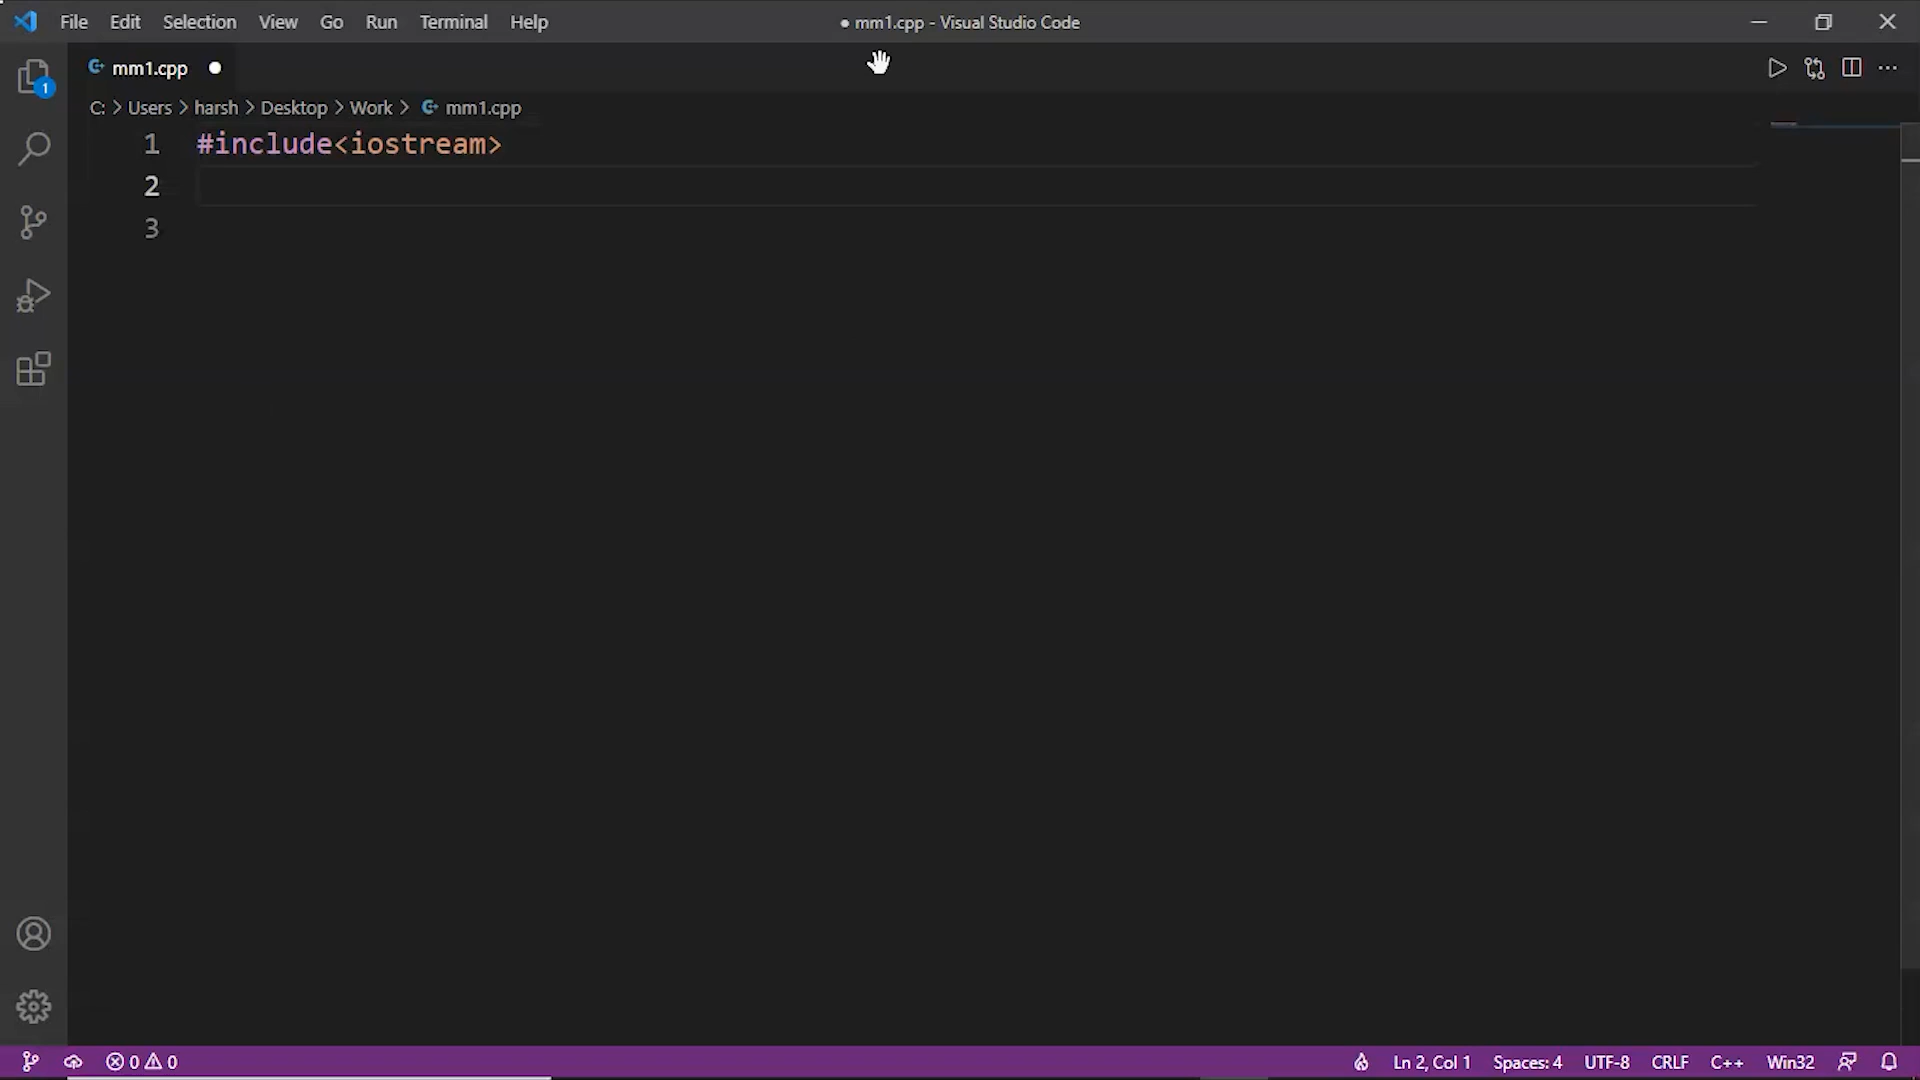 File Edit Selection View Go Run Terminal Help
● mm1.cpp - Visual Studio Code
mm1.cpp ●
C: > Users > harsh > Desktop > Work > mm1.cpp
1 #include<iostream>
2
3
1
0 0
Ln 2, Col 1 Spaces: 4 UTF-8 CRLF C++ Win32